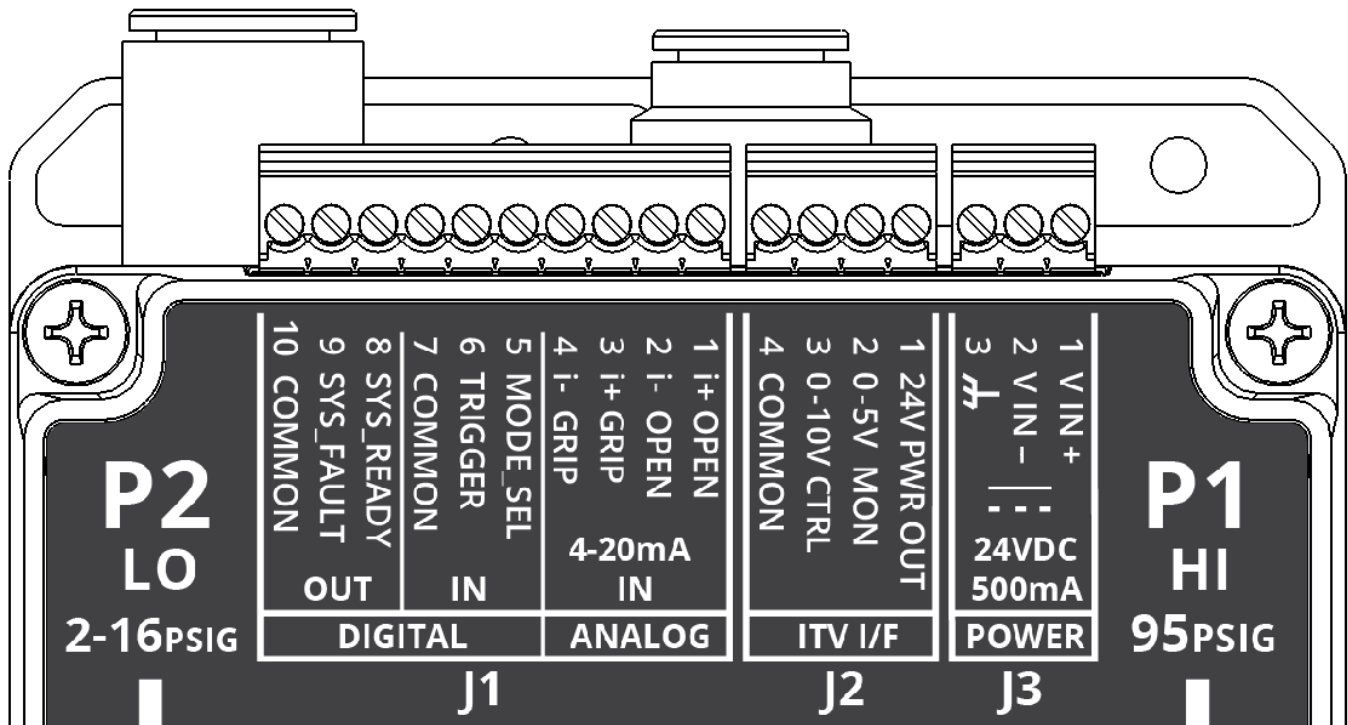 10 COMMON
9 SYS_FAULT
8 SYS_READY
7 COMMON
6 TRIGGER
5 MODE_SEL
4 i- GRIP
3 i+ GRIP
2 i- OPEN
1 i+ OPEN
4 COMMON
3 0-10V CTRL
2 0-5V MON
1 24V PWR OUT
3
2 V IN -
1 V IN +
P2
LO
2-16PSIG
OUT
IN
4-20mA
IN
DIGITAL
ANALOG
J1
ITV I/F
J2
24VDC
500mA
POWER
J3
P1
HI
95PSIG